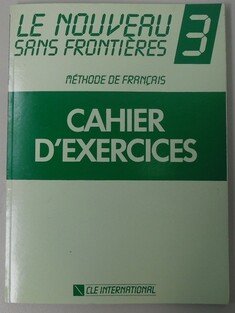 LE NOUVEAU
SANS FRONTIÈRES 3
MÉTHODE DE FRANÇAIS
CAHIER
D'EXERCICES
CLE INTERNATIONAL